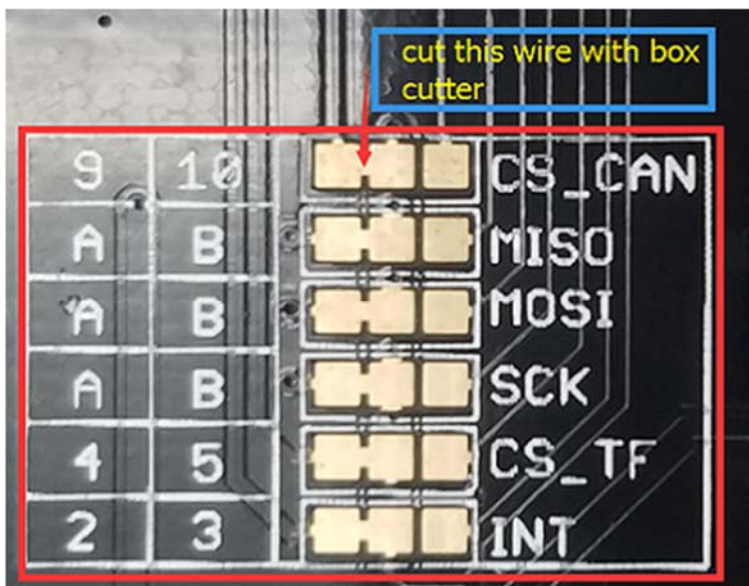 cut this wire with box
cutter
9 10 CS_CAN
A B MISO
A B MOSI
A B SCK
4 5 CS_TF
2 3 INT